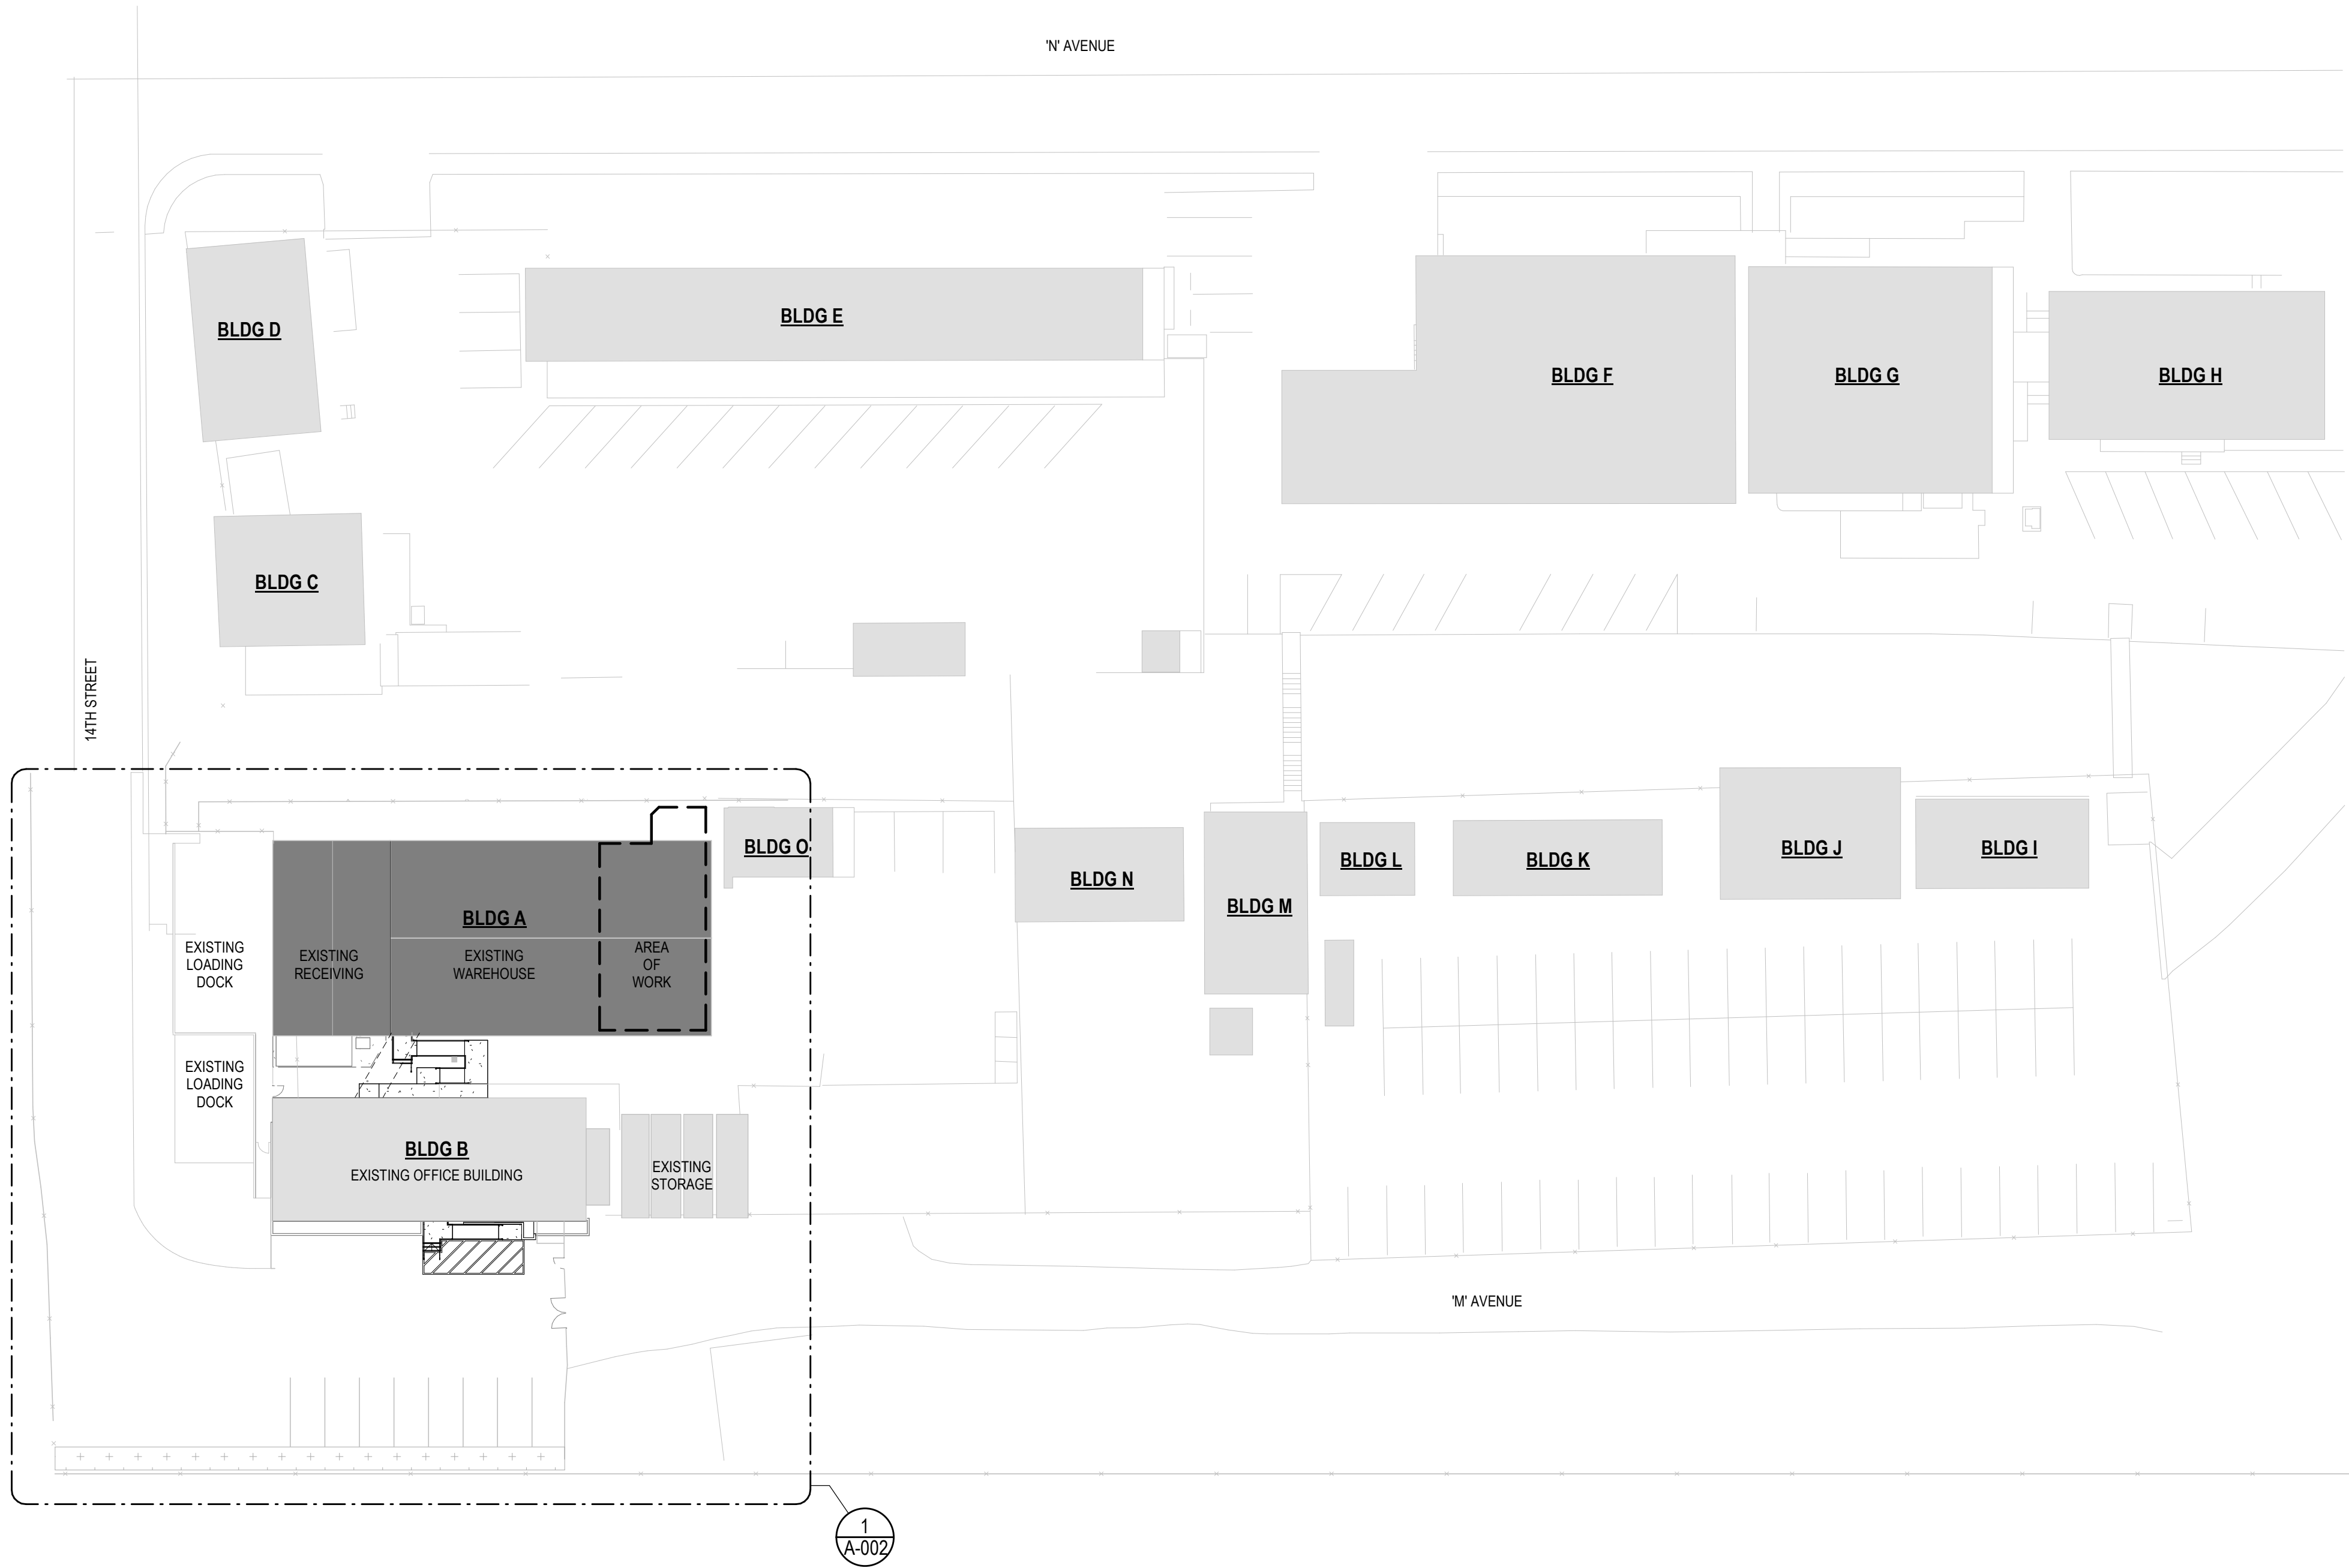 'N' AVENUE
BLDG D
BLDG E
BLDG F
BLDG G
BLDG H
BLDG C
14TH STREET
BLDG O
BLDG N
BLDG M
BLDG L
BLDG K
BLDG J
BLDG I
BLDG A
EXISTING
LOADING
DOCK
EXISTING
RECEIVING
EXISTING
WAREHOUSE
AREA
OF
WORK
EXISTING
LOADING
DOCK
BLDG B
EXISTING OFFICE BUILDING
EXISTING
STORAGE
'M' AVENUE
1
A-002